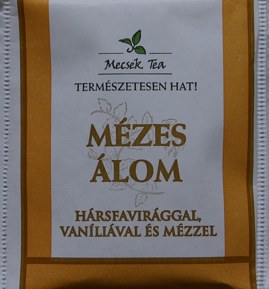 Mecsek Tea
TERMÉSZETESEN HAT!
MÉZES
ÁLOM
HÁRSFAVIRÁGGAL,
VANÍLIÁVAL ÉS MÉZZEL